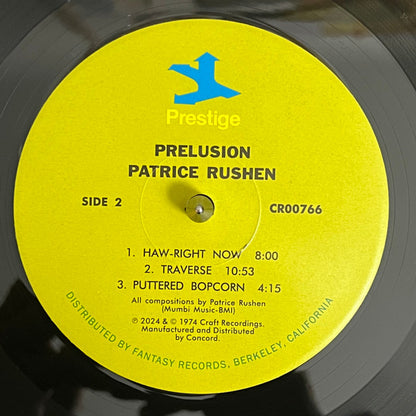 Prestige
PRELUSION
PATRICE RUSHEN
SIDE 2
CR00766
1. HAW-RIGHT NOW 8:00
2. TRAVERSE 10:53
3. PUTTERED BOPCORN 4:15
All compositions by Patrice Rushen
(Mumbi Music-BMI)
℗ 2024 & © 1974 Craft Recordings.
Manufactured and Distributed
by Concord.
DISTRIBUTED BY FANTASY RECORDS, BERKELEY, CALIFORNIA